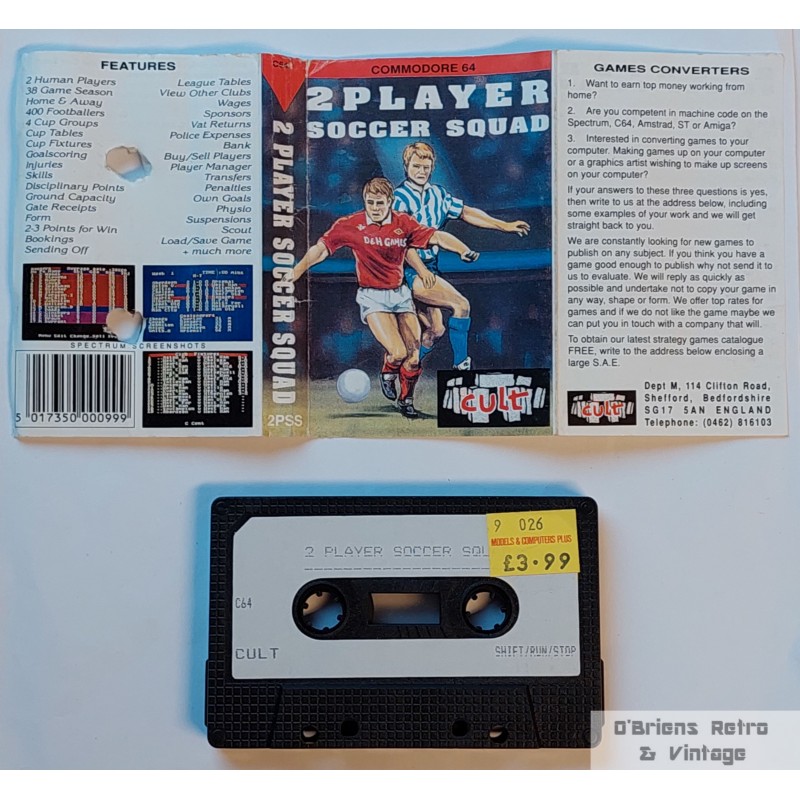 FEATURES
2 Human Players
38 Game Season
Home & Away
400 Footballers
4 Cup Groups
Cup Tables
Cup Fixtures
Goalscoring
Injuries
Skills
Disciplinary Points
Ground Capacity
Gate Receipts
Form
2-3 Points for Win
Bookings
Sending Off
League Tables
View Other Clubs
Wages
Sponsors
Vat Returns
Police Expenses
Bank
Buy/Sell Players
Player Manager
Transfers
Penalties
Own Goals
Physio
Suspensions
Scout
Load/Save Game
+ much more
SPECTRUM SCREENSHOTS
5 017350 000999
2 PLAYER SOCCER SQUAD
2PSS
COMMODORE 64
2 PLAYER
SOCCER SQUAD
D&H GAMES
CULT
GAMES CONVERTERS
1. Want to earn top money working from
home?
2. Are you competent in machine code on the
Spectrum, C64, Amstrad, ST or Amiga?
3. Interested in converting games to your
computer. Making games up on your computer
or a graphics artist wishing to make up screens
on your computer?
If your answers to these three questions is yes,
then write to us at the address below, including
some examples of your work and we will get
straight back to you.
We are constantly looking for new games to
publish on any subject. If you think you have a
game good enough to publish why not send it to
us to evaluate. We will reply as quickly as
possible and undertake not to copy your game in
any way, shape or form. We offer top rates for
games and if we do not like the game maybe we
can put you in touch with a company that will.
To obtain our latest strategy games catalogue
FREE, write to the address below enclosing a
large S.A.E.
CULT
Dept M, 114 Clifton Road,
Shefford, Bedfordshire
SG17 5AN ENGLAND
Telephone: (0462) 816103
2 PLAYER SOCCER SQU
9 026
MODELS & COMPUTERS PLUS
£3·99
C64
CULT
SHIFT/RUN/STOP
O'Briens Retro
& Vintage